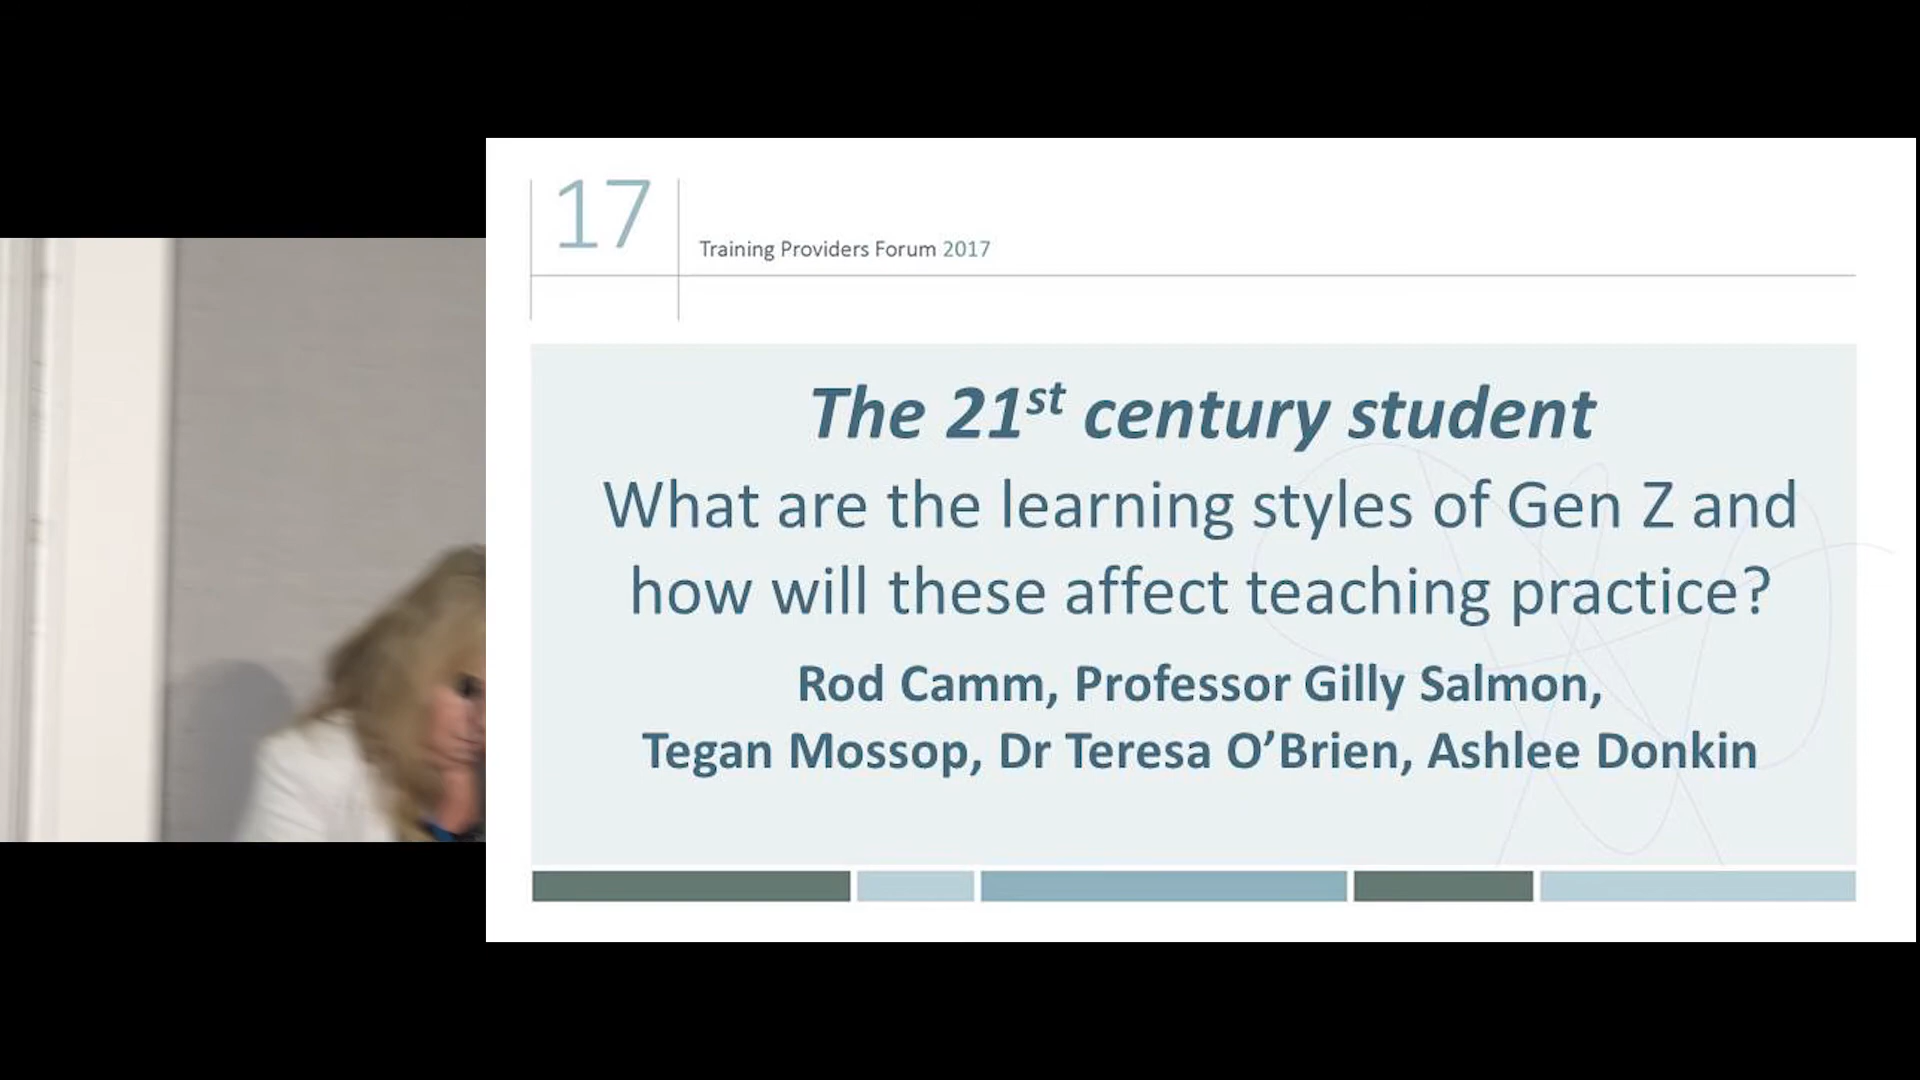 17
Training Providers Forum 2017
The 21st century student
What are the learning styles of Gen Z and
how will these affect teaching practice?
Rod Camm, Professor Gilly Salmon,
Tegan Mossop, Dr Teresa O’Brien, Ashlee Donkin